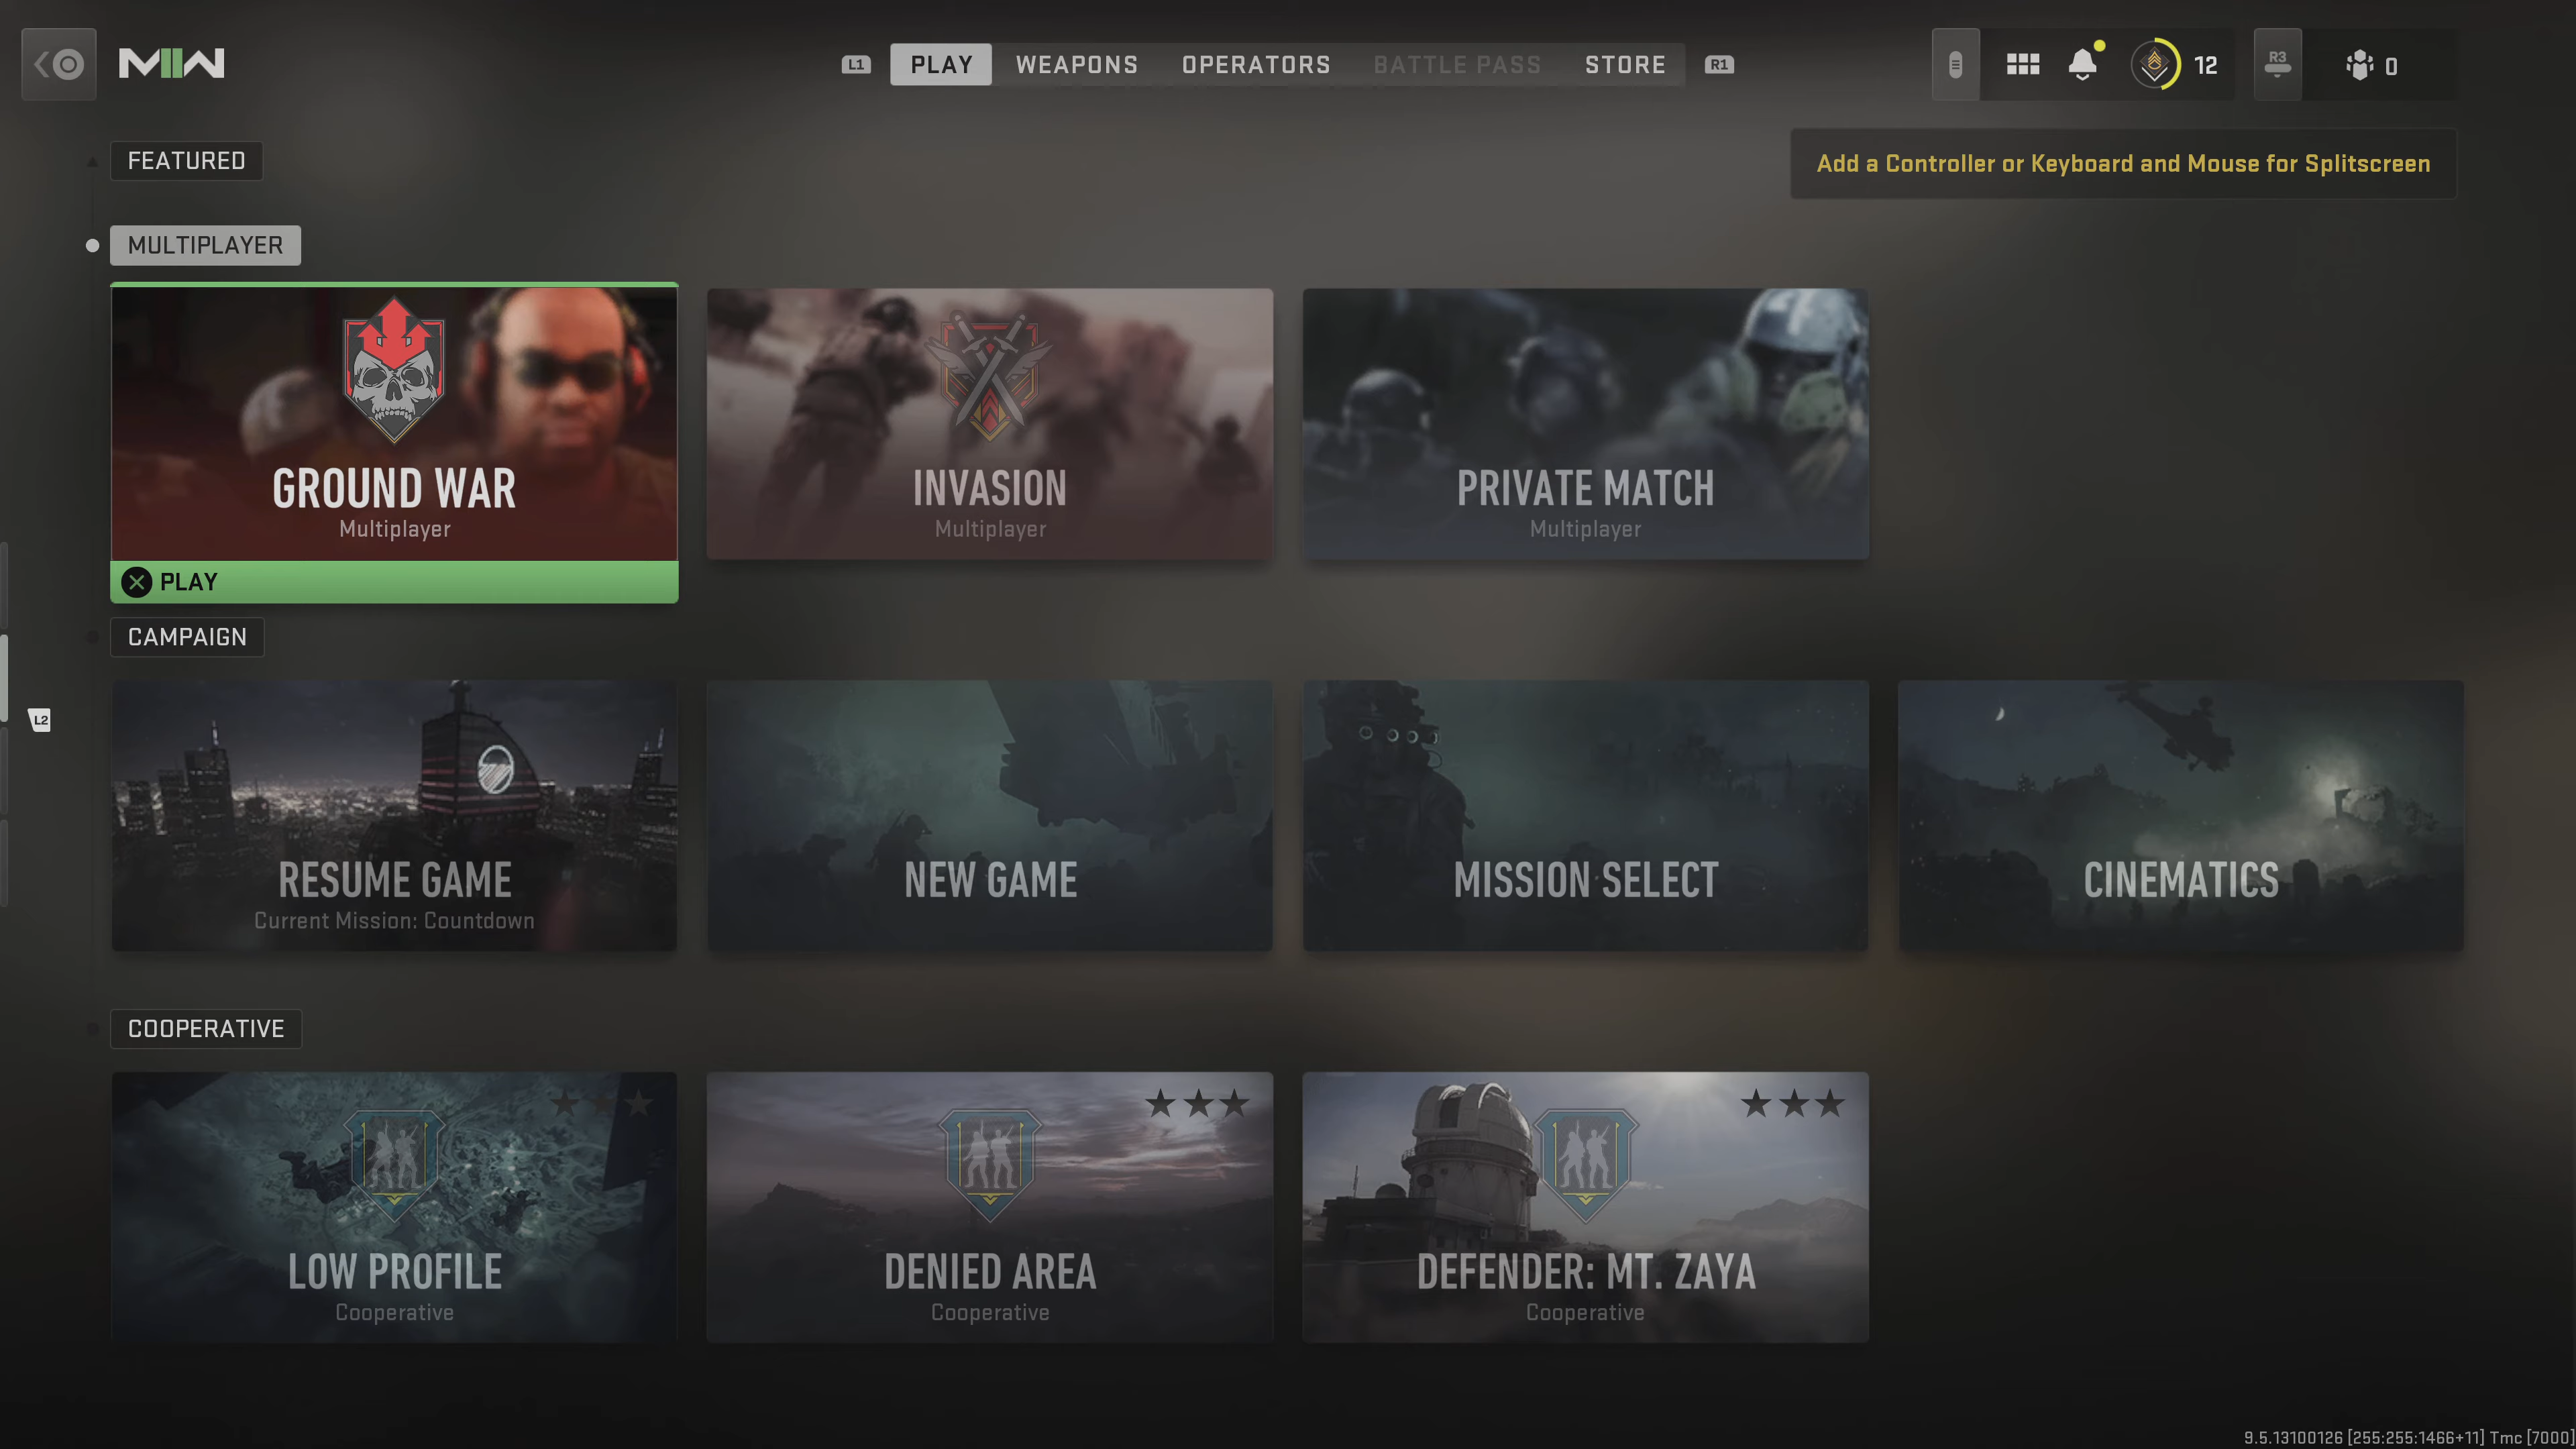 MW
L1 PLAY WEAPONS OPERATORS BATTLE PASS STORE R1
12
R3
0
FEATURED
Add a Controller or Keyboard and Mouse for Splitscreen
MULTIPLAYER
GROUND WAR
Multiplayer
PLAY
INVASION
Multiplayer
PRIVATE MATCH
Multiplayer
CAMPAIGN
L2
RESUME GAME
Current Mission: Countdown
NEW GAME
MISSION SELECT
CINEMATICS
COOPERATIVE
LOW PROFILE
Cooperative
DENIED AREA
Cooperative
DEFENDER: MT. ZAYA
Cooperative
9.5.13100126 [255:255:1466+11] Tmc [7000]